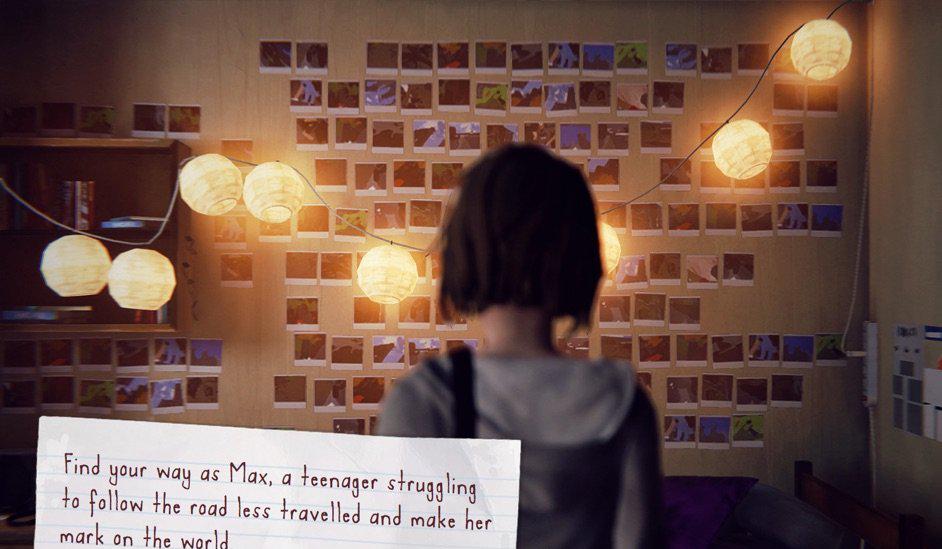 Find your way as Max, a teenager struggling
to follow the road less travelled and make her
mark on the world